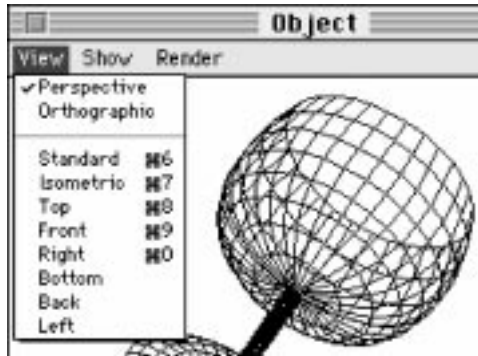 Object
View Show Render
✓Perspective
Orthographic
Standard ⌘6
Isometric ⌘7
Top ⌘8
Front ⌘9
Right ⌘0
Bottom
Back
Left